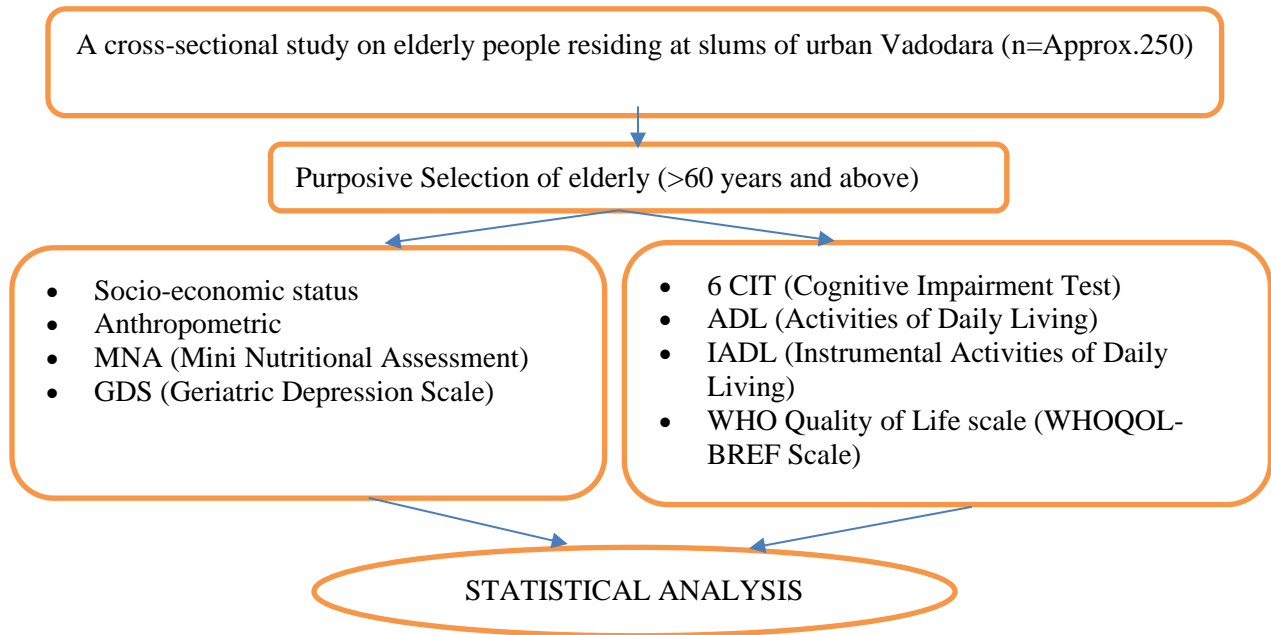 A cross-sectional study on elderly people residing at slums of urban Vadodara (n=Approx.250)
Purposive Selection of elderly (>60 years and above)
• Socio-economic status
• Anthropometric
• MNA (Mini Nutritional Assessment)
• GDS (Geriatric Depression Scale)
• 6 CIT (Cognitive Impairment Test)
• ADL (Activities of Daily Living)
• IADL (Instrumental Activities of Daily
Living)
• WHO Quality of Life scale (WHOQOL-
BREF Scale)
STATISTICAL ANALYSIS